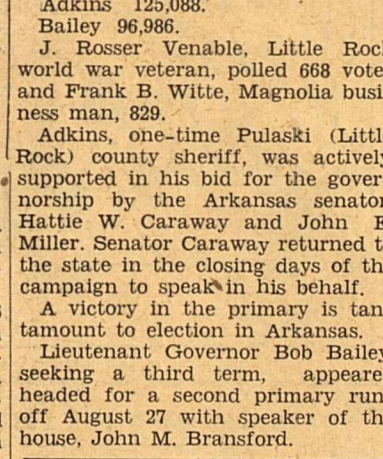 Adkins 125,088.
Bailey 96,986.
J. Rosser Venable, Little Roc
world war veteran, polled 668 vote
and Frank B. Witte, Magnolia busi
ness man, 829.
Adkins, one-time Pulaski (Littl
Rock) county sheriff, was activel
supported in his bid for the gover
norship by the Arkansas senator
Hattie W. Caraway and John E
Miller. Senator Caraway returned t
the state in the closing days of th
campaign to speak in his behalf.
A victory in the primary is tan
tamount to election in Arkansas.
Lieutenant Governor Bob Bailey
seeking a third term, appeare
headed for a second primary run
off August 27 with speaker of th
house, John M. Bransford.